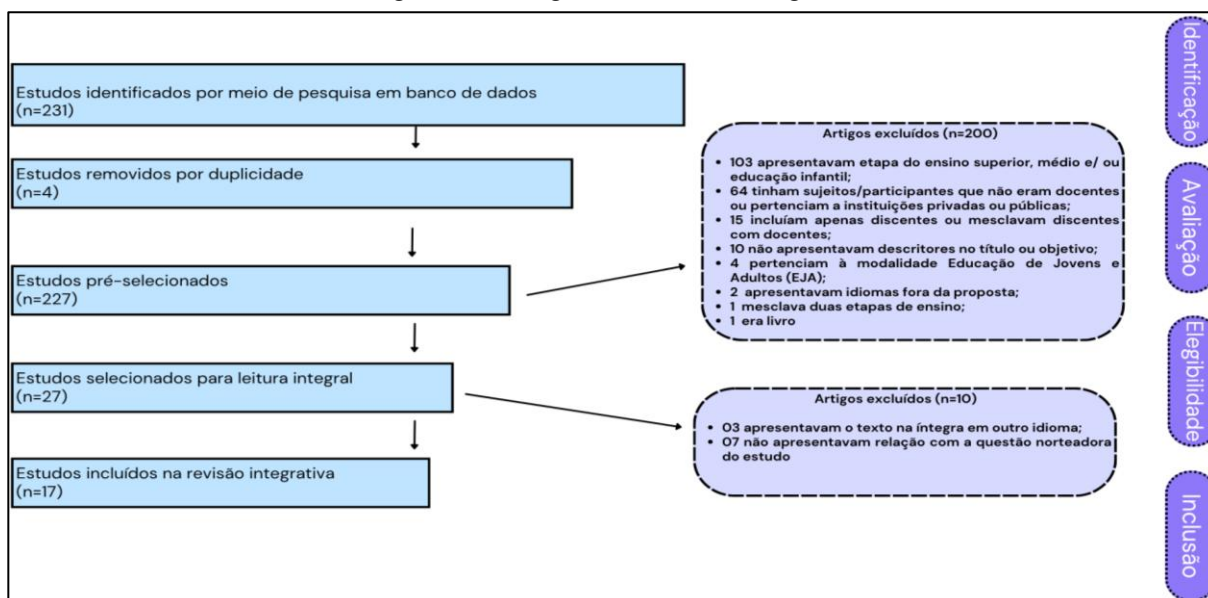 Estudos identificados por meio de pesquisa em banco de dados
(n=231)
Estudos removidos por duplicidade
(n=4)
Estudos pré-selecionados
(n=227)
Estudos selecionados para leitura integral
(n=27)
Estudos incluídos na revisão integrativa
(n=17)
Artigos excluídos (n=200)
• 103 apresentavam etapa do ensino superior, médio e/ ou
educação infantil;
• 64 tinham sujeitos/participantes que não eram docentes
ou pertenciam a instituições privadas ou públicas;
• 15 incluíam apenas discentes ou mesclavam discentes
com docentes;
• 10 não apresentavam descritores no título ou objetivo;
• 4 pertenciam à modalidade Educação de Jovens e
Adultos (EJA);
• 2 apresentavam idiomas fora da proposta;
• 1 mesclava duas etapas de ensino;
• 1 era livro
Artigos excluídos (n=10)
• 03 apresentavam o texto na íntegra em outro idioma;
• 07 não apresentavam relação com a questão norteadora
do estudo
Identificação
Avaliação
Elegibilidade
Inclusão